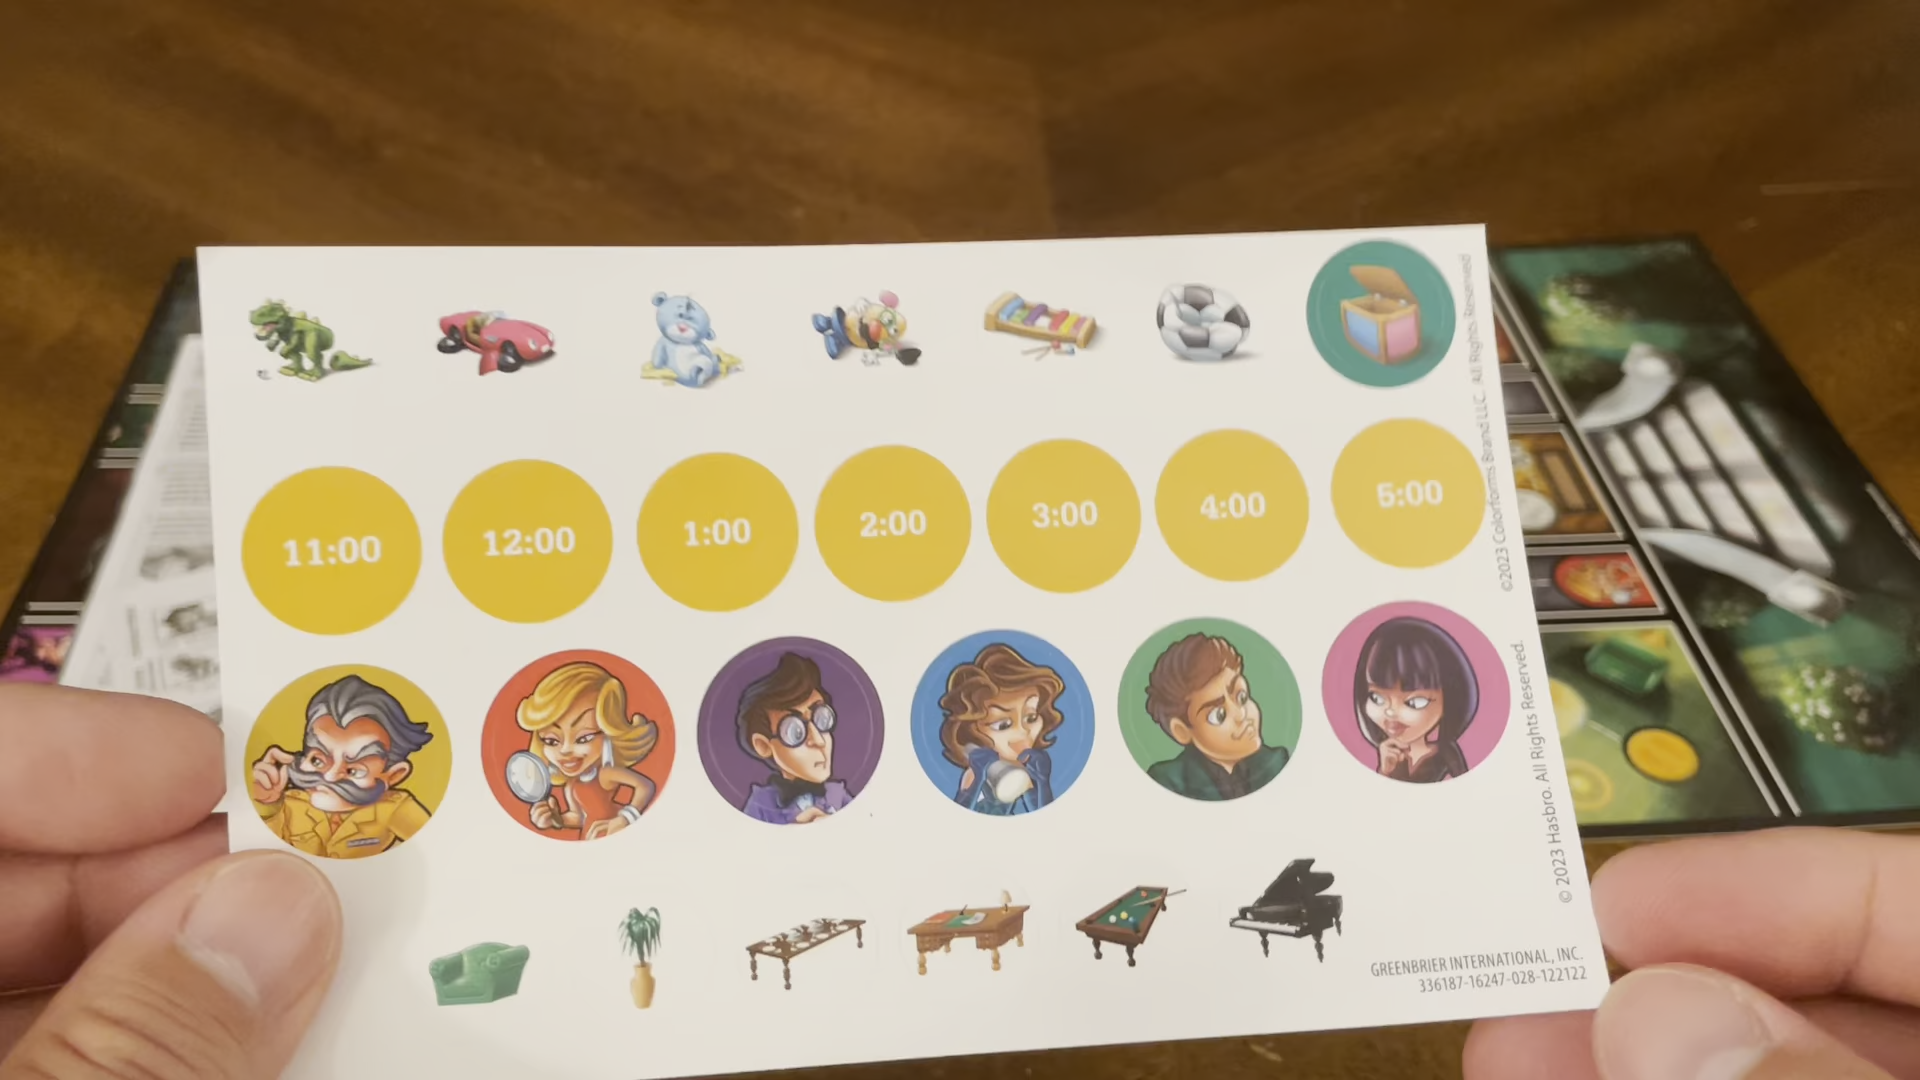 11:00
12:00
1:00
2:00
3:00
4:00
5:00
©2023 Colorforms Brand LLC. All Rights Reserved
© 2023 Hasbro. All Rights Reserved.
GREENBRIER INTERNATIONAL, INC.
336187-16247-028-122122